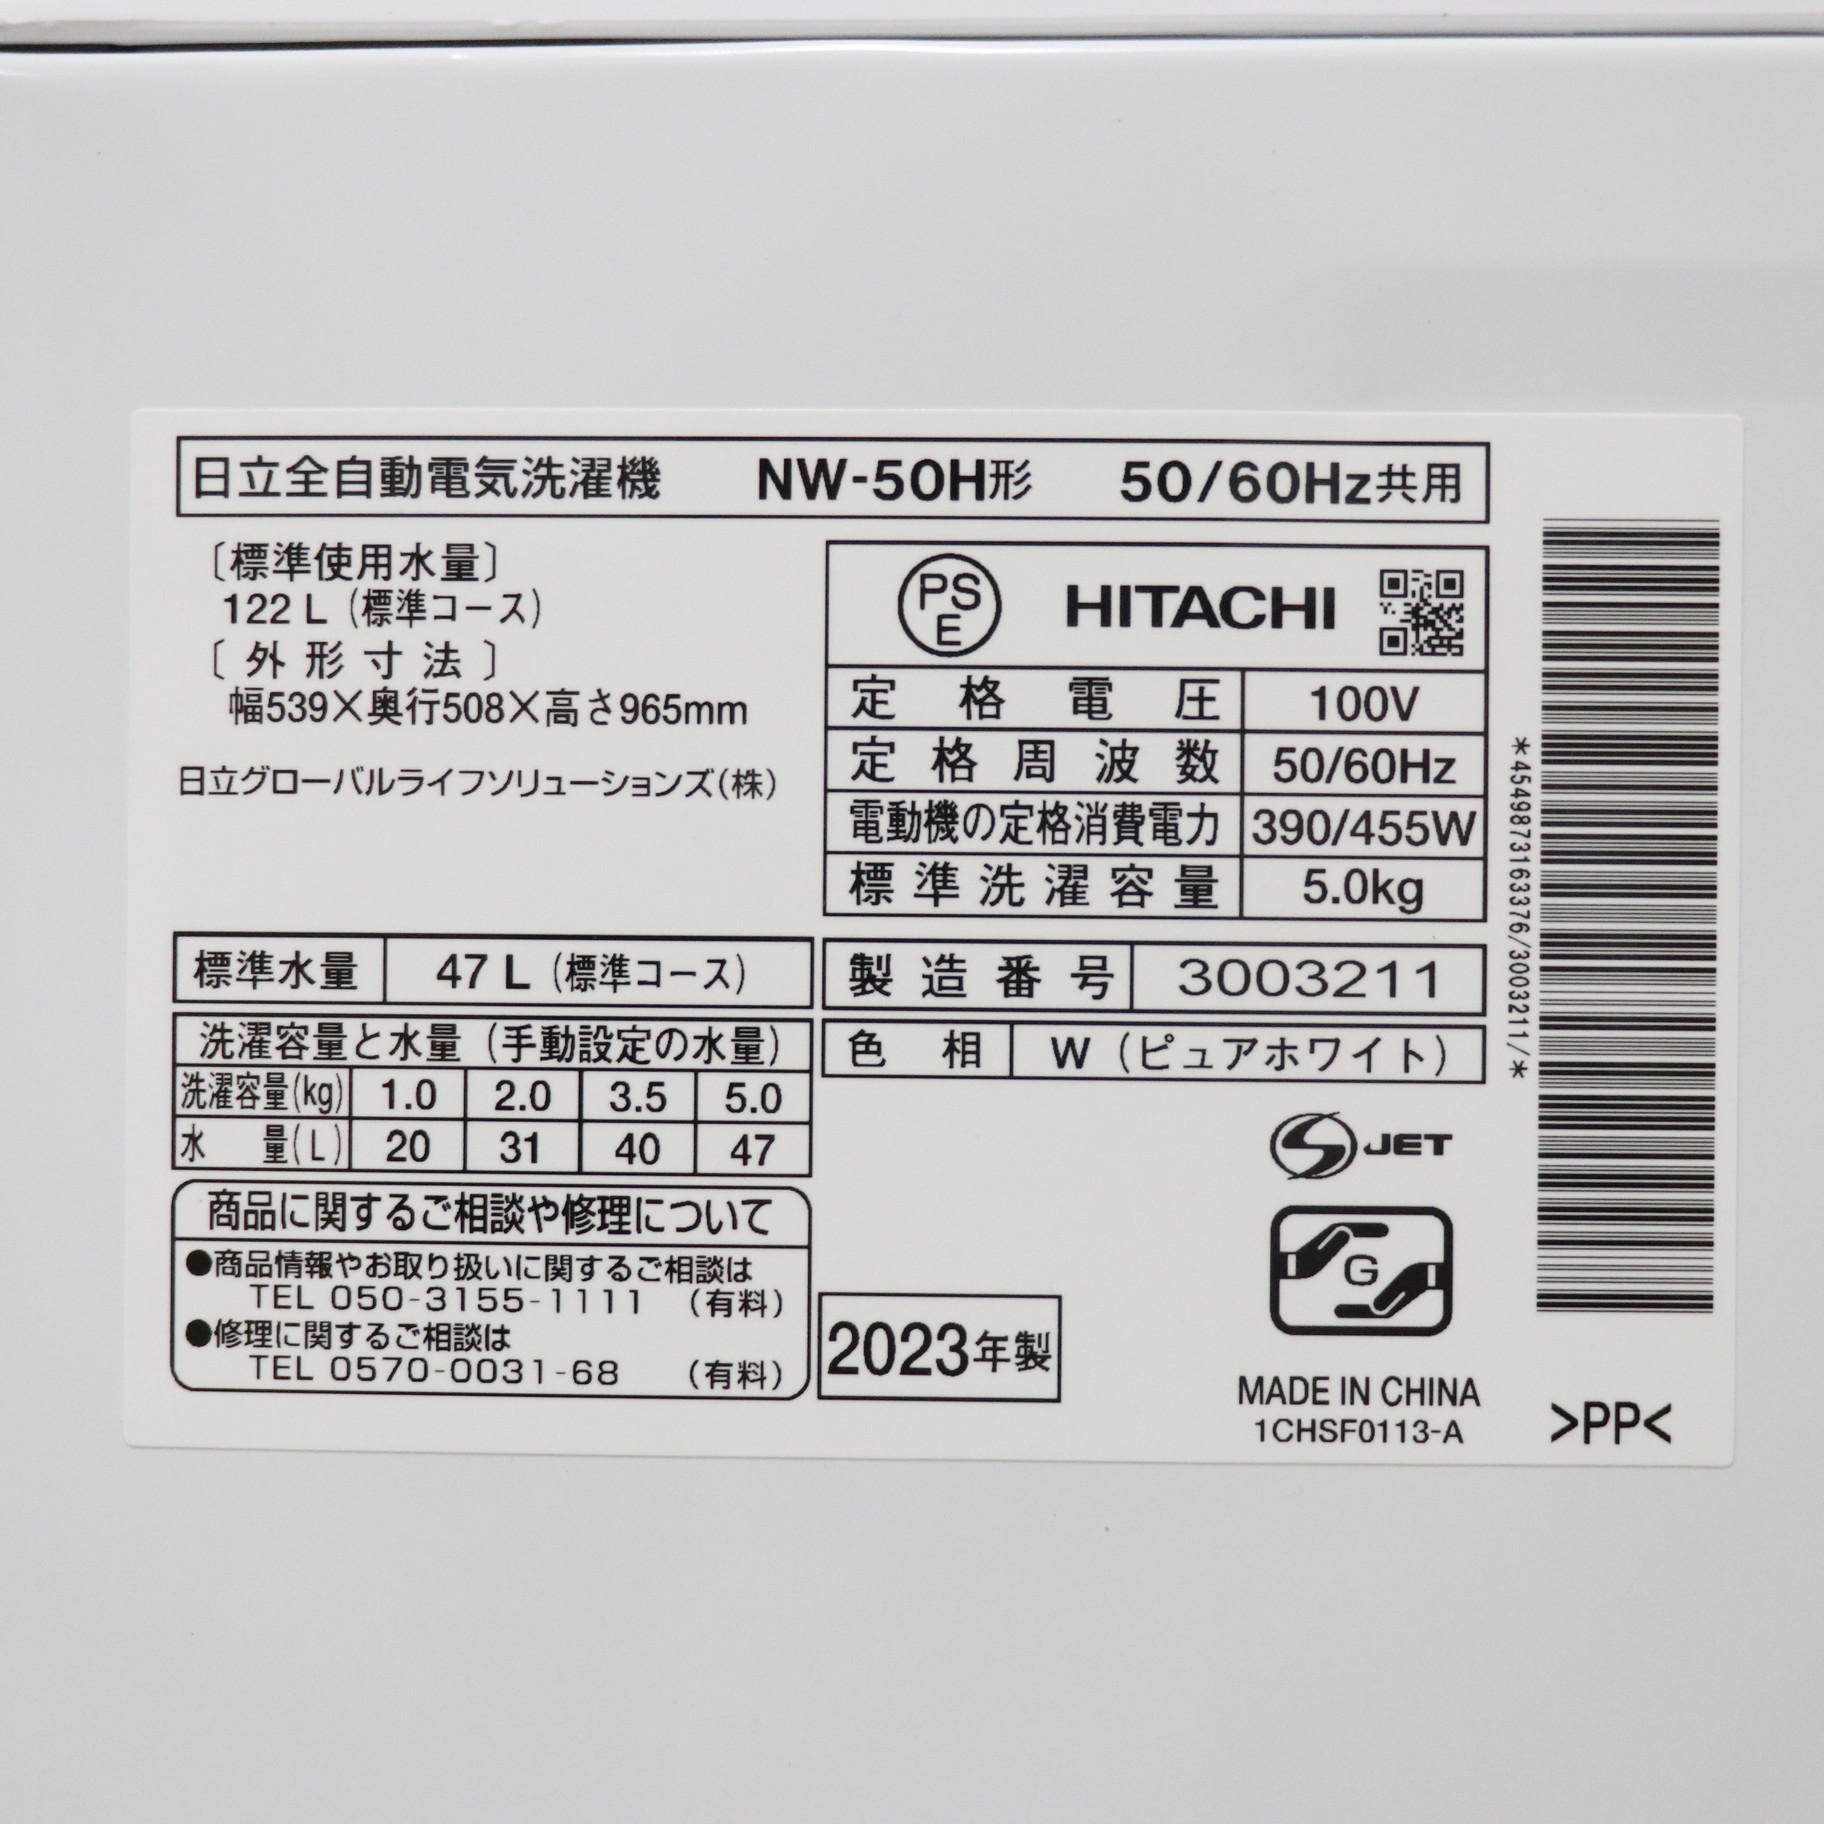 日立全自動電気洗濯機 NW-50H形 50/60Hz共用
〔標準使用水量〕
122 L (標準コース)
〔外形寸法〕
幅539×奥行508×高さ965mm
日立グローバルライフソリューションズ(株)
PS
E
HITACHI
定格電圧 100V
定格周波数 50/60Hz
電動機の定格消費電力 390/455W
標準洗濯容量 5.0kg
標準水量 47 L (標準コース)
洗濯容量と水量 (手動設定の水量)
洗濯容量(kg) 1.0 2.0 3.5 5.0
水量(L) 20 31 40 47
製造番号 3003211
色相 W (ピュアホワイト)
商品に関するご相談や修理について
●商品情報やお取り扱いに関するご相談は
TEL 050-3155-1111 (有料)
●修理に関するご相談は
TEL 0570-0031-68 (有料)
2023年製
S JET
G
MADE IN CHINA
1CHSF0113-A
>PP<
*4549873163376/3003211/*